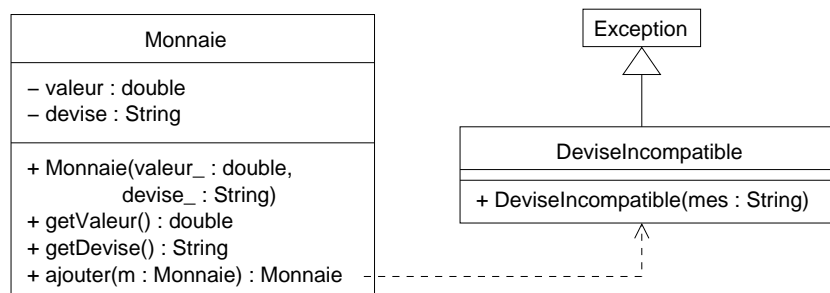 Monnaie
– valeur : double
– devise : String
+ Monnaie(valeur_ : double,
devise_ : String)
+ getValeur() : double
+ getDevise() : String
+ ajouter(m : Monnaie) : Monnaie
Exception
DeviseIncompatible
+ DeviseIncompatible(mes : String)